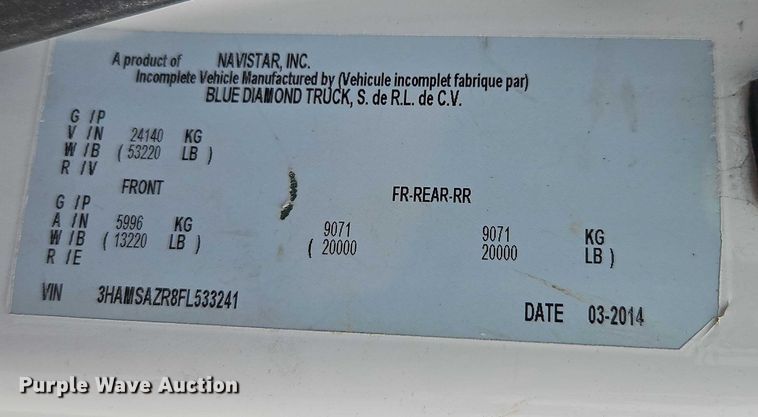 A product of NAVISTAR, INC.
Incomplete Vehicle Manufactured by (Vehicule incomplet fabrique par)
BLUE DIAMOND TRUCK, S. de R.L. de C.V.
G /P
V /N 24140 KG
W /B ( 53220 LB )
R /V
FRONT FR-REAR-RR
G /P
A /N 5996 KG 9071 9071 KG
W /B ( 13220 LB ) ( 20000 20000 LB )
R /E
VIN 3HAMSAZR8FL533241 DATE 03-2014
Purple Wave Auction